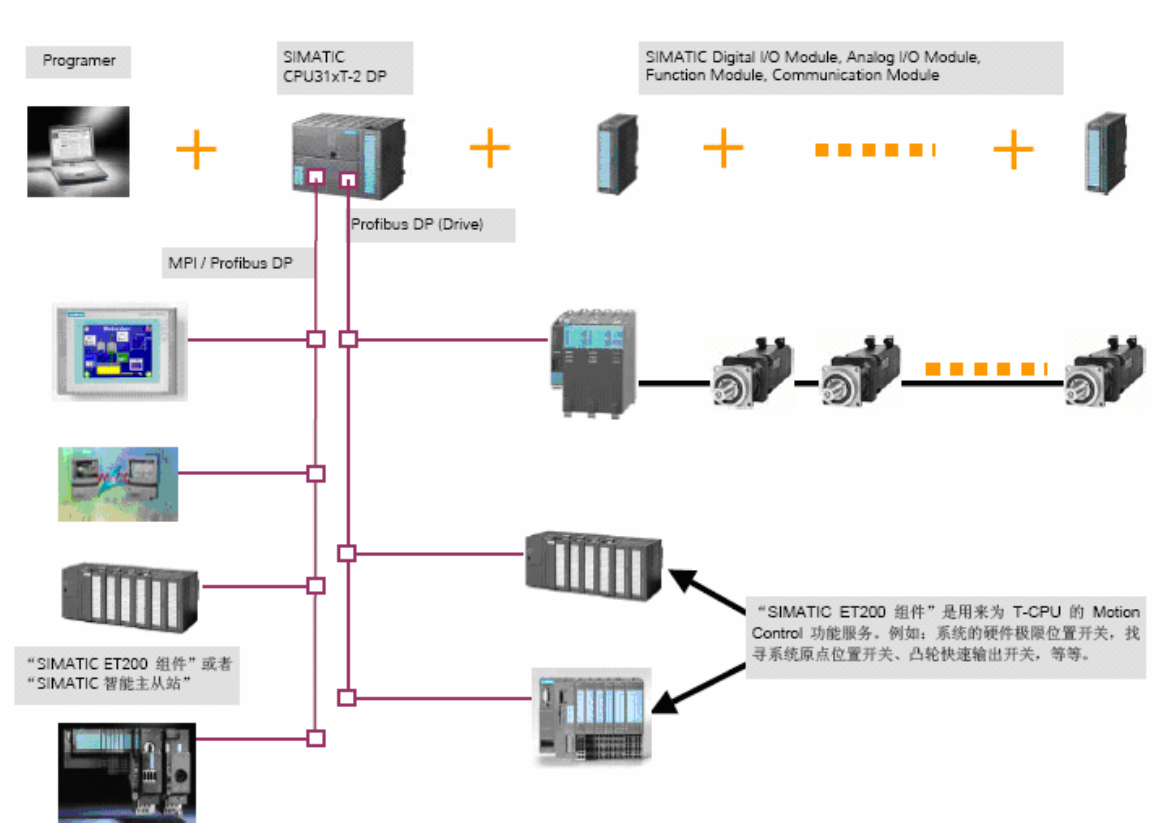 Programer
SIMATIC
CPU31xT-2 DP
SIMATIC Digital I/O Module, Analog I/O Module,
Function Module, Communication Module
Profibus DP (Drive)
MPI / Profibus DP
“SIMATIC ET200 组件”是用来为 T-CPU 的 Motion
Control 功能服务。例如：系统的硬件极限位置开关，找
寻系统原点位置开关、凸轮快速输出开关，等等。
“SIMATIC ET200 组件”或者
“SIMATIC 智能主从站”